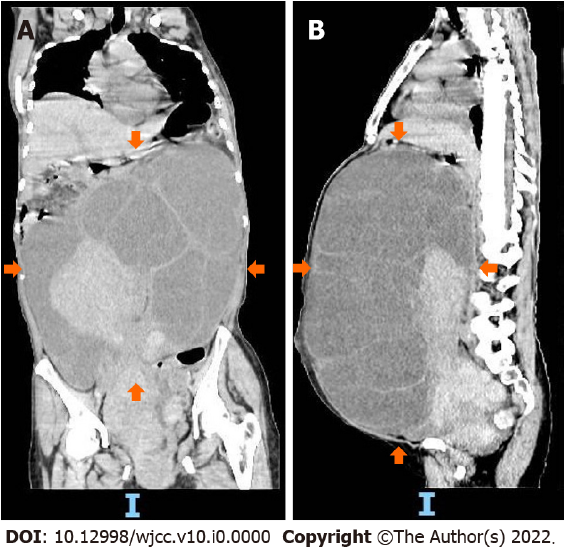 A
B
I
I
DOI: 10.12998/wjcc.v10.i0.0000 Copyright ©The Author(s) 2022.